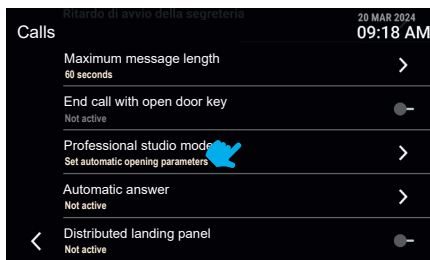 Ritardo di avvio della segreteria
20 MAR 2024
Calls
09:18 AM
Maximum message length
60 seconds
End call with open door key
Not active
Professional studio mode
Set automatic opening parameters
Automatic answer
Not active
Distributed landing panel
Not active